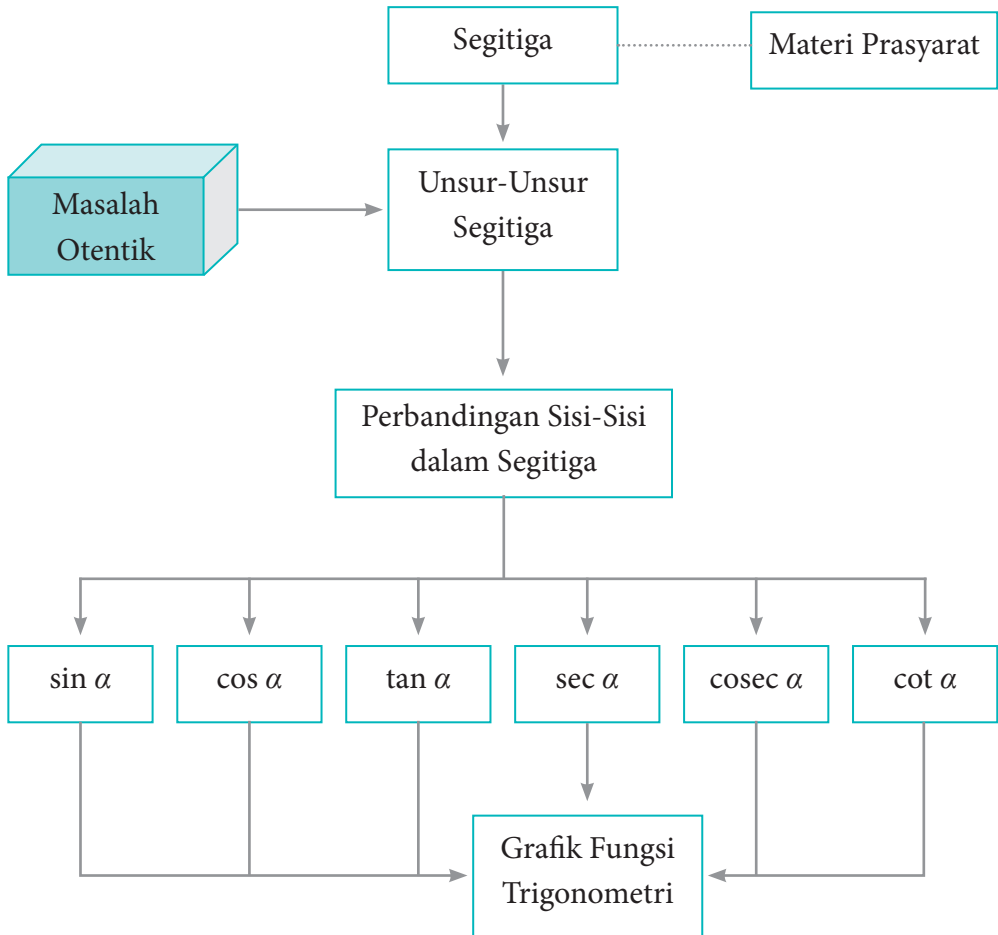 Segitiga
Materi Prasyarat
Unsur-Unsur
Segitiga
Masalah
Otentik
Perbandingan Sisi-Sisi
dalam Segitiga
sin α
cos α
tan α
sec α
cosec α
cot α
Grafik Fungsi
Trigonometri